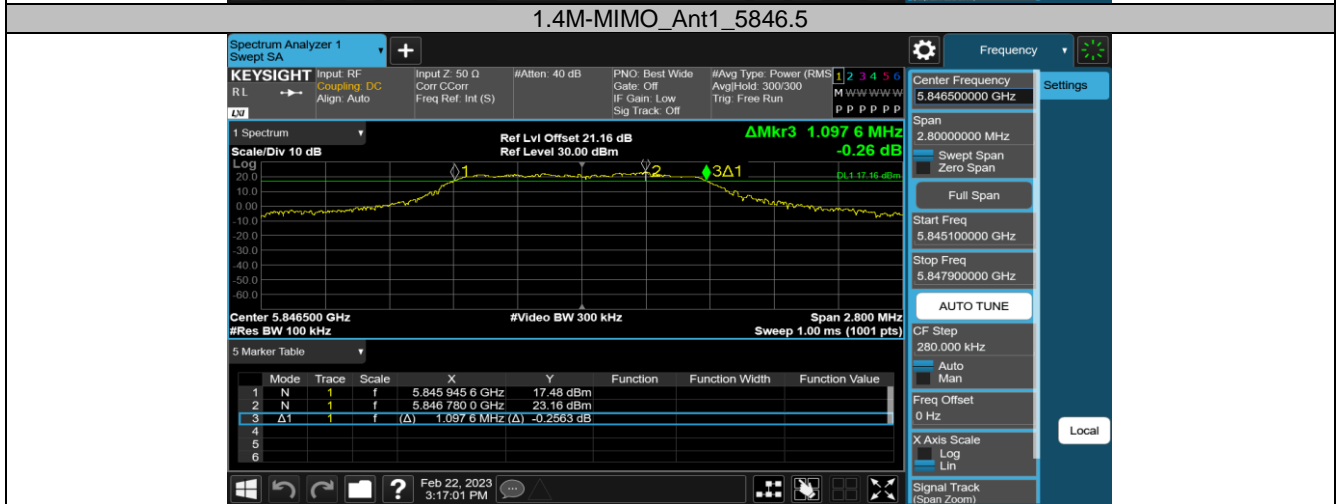 1.4M-MIMO_Ant1_5846.5
Spectrum Analyzer 1
Swept SA
+
Frequency
KEYSIGHT
RL
LXI
Input: RF
Coupling: DC
Align: Auto
Input Z: 50 Ω
Corr CCorr
Freq Ref: Int (S)
#Atten: 40 dB
PNO: Best Wide
Gate: Off
IF Gain: Low
Sig Track: Off
#Avg Type: Power (RMS
Avg|Hold: 300/300
Trig: Free Run
1 2 3 4 5 6
M W W W W W
P P P P P P
Center Frequency
5.846500000 GHz
Settings
1 Spectrum
Scale/Div 10 dB
Ref Lvl Offset 21.16 dB
Ref Level 30.00 dBm
ΔMkr3 1.097 6 MHz
-0.26 dB
Log
20.0
10.0
0.00
-10.0
-20.0
-30.0
-40.0
-50.0
-60.0
1
2
3Δ1
DL1 17.16 dBm
Center 5.846500 GHz
#Res BW 100 kHz
#Video BW 300 kHz
Span 2.800 MHz
Sweep 1.00 ms (1001 pts)
Span
2.80000000 MHz
Swept Span
Zero Span
Full Span
Start Freq
5.845100000 GHz
Stop Freq
5.847900000 GHz
AUTO TUNE
CF Step
280.000 kHz
Auto
Man
Freq Offset
0 Hz
X Axis Scale
Log
Lin
Signal Track
(Span Zoom)
Local
5 Marker Table
Mode Trace Scale X Y Function Function Width Function Value
1 N 1 f 5.845 945 6 GHz 17.48 dBm
2 N 1 f 5.846 780 0 GHz 23.16 dBm
3 Δ1 1 f (Δ) 1.097 6 MHz (Δ) -0.2563 dB
4
5
6
?
Feb 22, 2023
3:17:01 PM